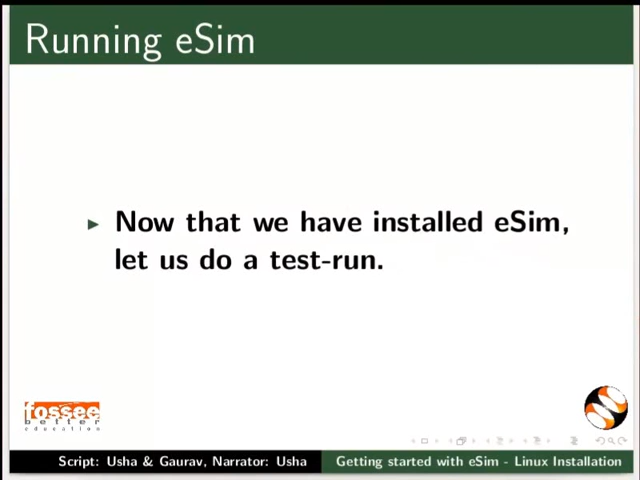 Running eSim
Now that we have installed eSim,
let us do a test-run.
fossee
better
education
Script: Usha & Gaurav, Narrator: Usha
Getting started with eSim - Linux Installation